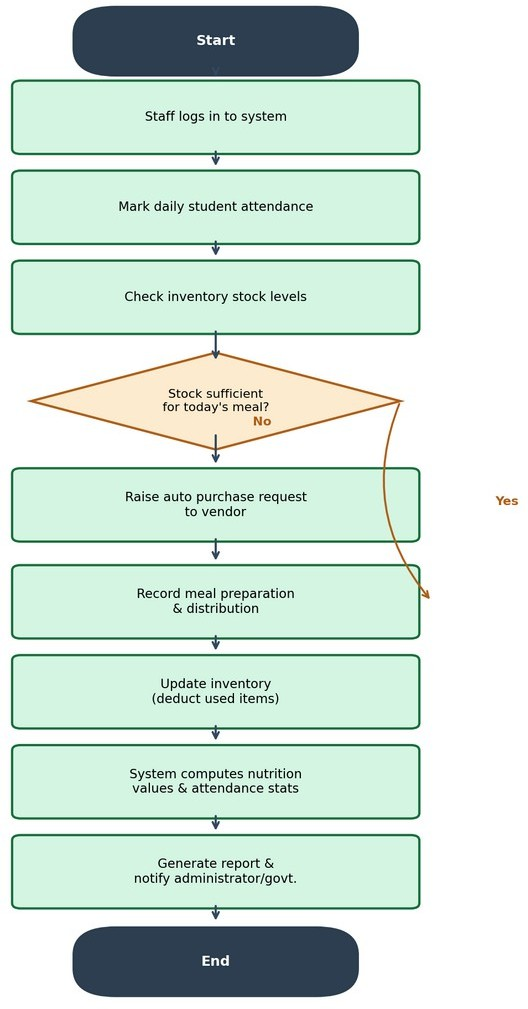 Start
Staff logs in to system
Mark daily student attendance
Check inventory stock levels
Stock sufficient
for today's meal?
No
Raise auto purchase request
to vendor
Yes
Record meal preparation
& distribution
Update inventory
(deduct used items)
System computes nutrition
values & attendance stats
Generate report &
notify administrator/govt.
End